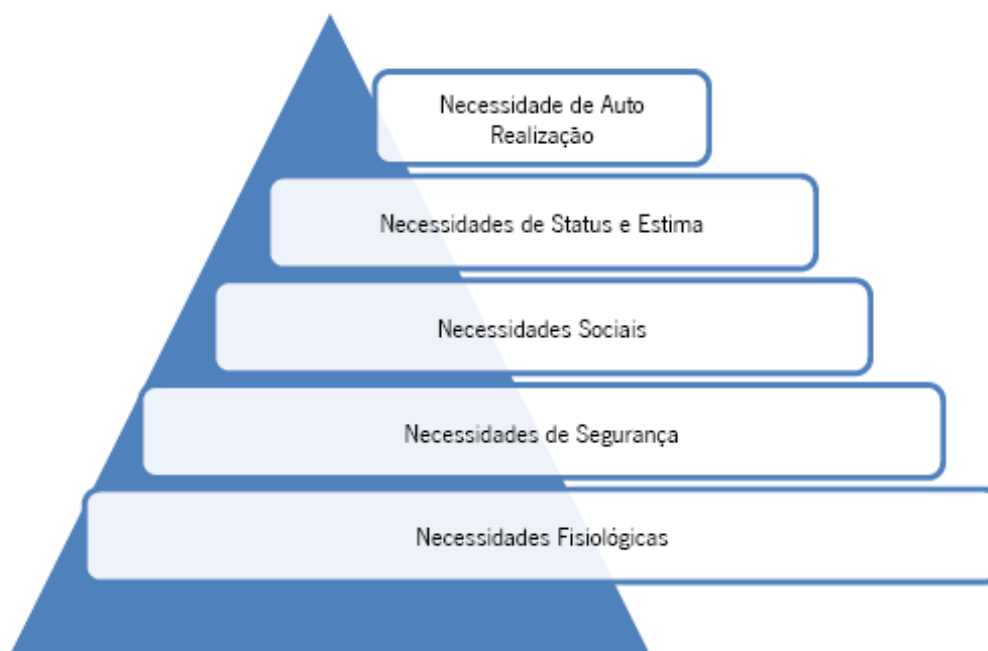 Necessidade de Auto
Realização
Necessidades de Status e Estima
Necessidades Sociais
Necessidades de Segurança
Necessidades Fisiológicas